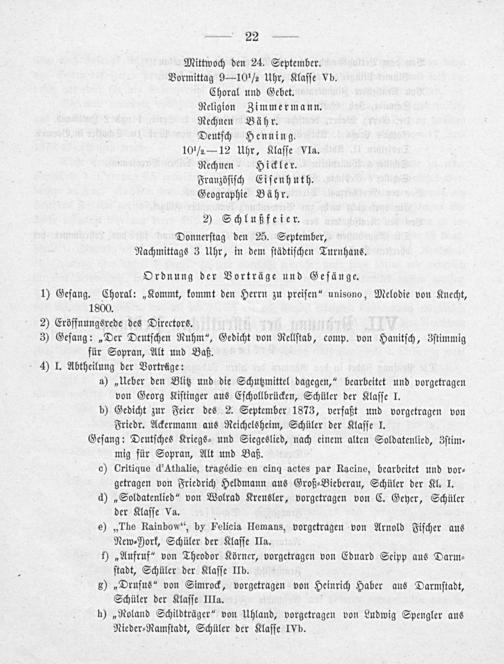 22
Mittwoch den 24. September.
Vormittag 9—10¹/₂ Uhr, Klasse Vb.
Choral und Gebet.
Religion Zimmermann.
Rechnen Bähr.
Deutsch Henning.
10¹/₂—12 Uhr, Klasse VIa.
Rechnen Hickler.
Französisch Eisenhuth.
Geographie Bähr.
2) Schlußfeier.
Donnerstag den 25. September,
Nachmittags 3 Uhr, in dem städtischen Turnhaus.
Ordnung der Vorträge und Gesänge.
1) Gesang. Choral: „Kommt, kommt den Herrn zu preisen“ unisono, Melodie von Knecht,
1800.
2) Eröffnungsrede des Directors.
3) Gesang: „Der Deutschen Ruhm“, Gedicht von Rellstab, comp. von Hanitsch, 3stimmig
für Sopran, Alt und Baß.
4) I. Abtheilung der Vorträge:
a) „Ueber den Blitz und die Schutzmittel dagegen,“ bearbeitet und vorgetragen
von Georg Kissinger aus Eschollbrücken, Schüler der Klasse I.
b) Gedicht zur Feier des 2. September 1873, verfaßt und vorgetragen von
Friedr. Ackermann aus Reichelsheim, Schüler der Klasse I.
Gesang: Deutsches Kriegs- und Siegeslied, nach einem alten Soldatenlied, 3stim-
mig für Sopran, Alt und Baß.
c) Critique d'Athalie, tragédie en cinq actes par Racine, bearbeitet und vor-
getragen von Friedrich Heldmann aus Groß-Bieberau, Schüler der Kl. I.
d) „Soldatenlied“ von Wolrad Kreusler, vorgetragen von C. Geyer, Schüler
der Klasse Va.
e) „The Rainbow“, by Felicia Hemans, vorgetragen von Arnold Fischer aus
New-York, Schüler der Klasse IIa.
f) „Aufruf“ von Theodor Körner, vorgetragen von Eduard Seipp aus Darm-
stadt, Schüler der Klasse IIb.
g) „Drusus“ von Simrock, vorgetragen von Heinrich Haber aus Darmstadt,
Schüler der Klasse IIIa.
h) „Roland Schildträger“ von Uhland, vorgetragen von Ludwig Spengler aus
Nieder-Ramstadt, Schüler der Klasse IVb.